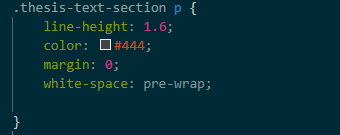 .thesis-text-section p {
line-height: 1.6;
color: #444;
margin: 0;
white-space: pre-wrap;
}